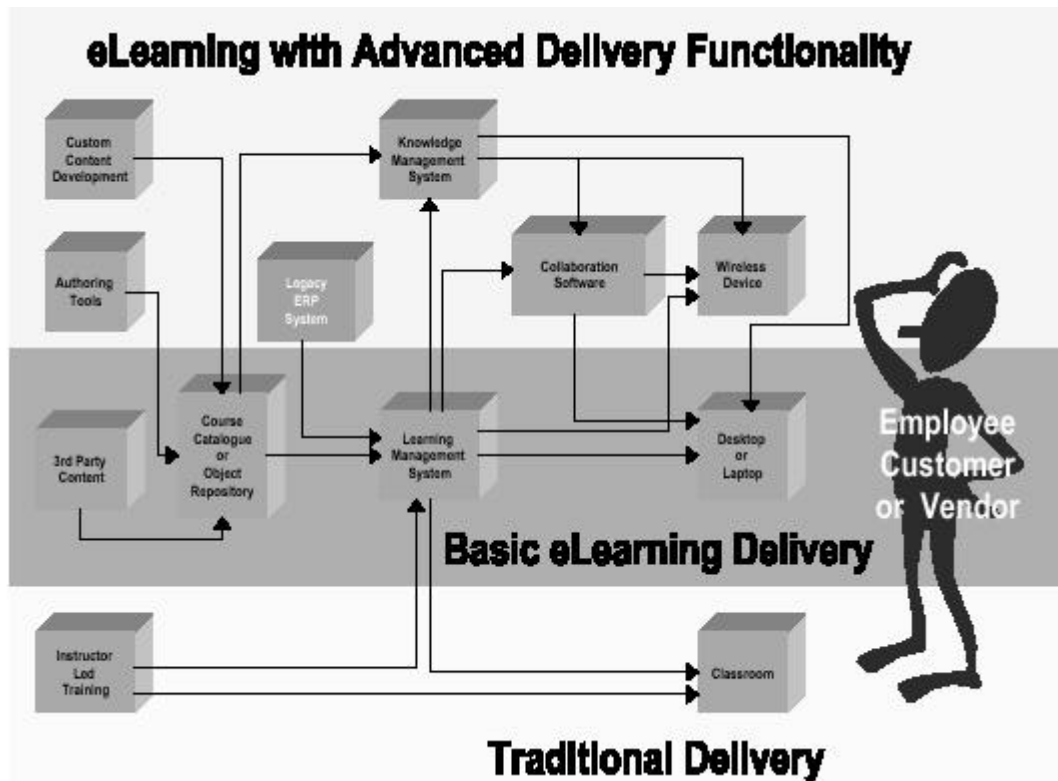 eLearning with Advanced Delivery Functionality
Custom
Content
Development
Knowledge
Management
System
Authoring
Tools
Legacy
ERP
System
Collaboration
Software
Wireless
Device
3rd Party
Content
Course
Catalogue
or
Object
Repository
Learning
Management
System
Desktop
or
Laptop
Employee
Customer
or Vendor
Basic eLearning Delivery
Instructor
Led
Training
Classroom
Traditional Delivery